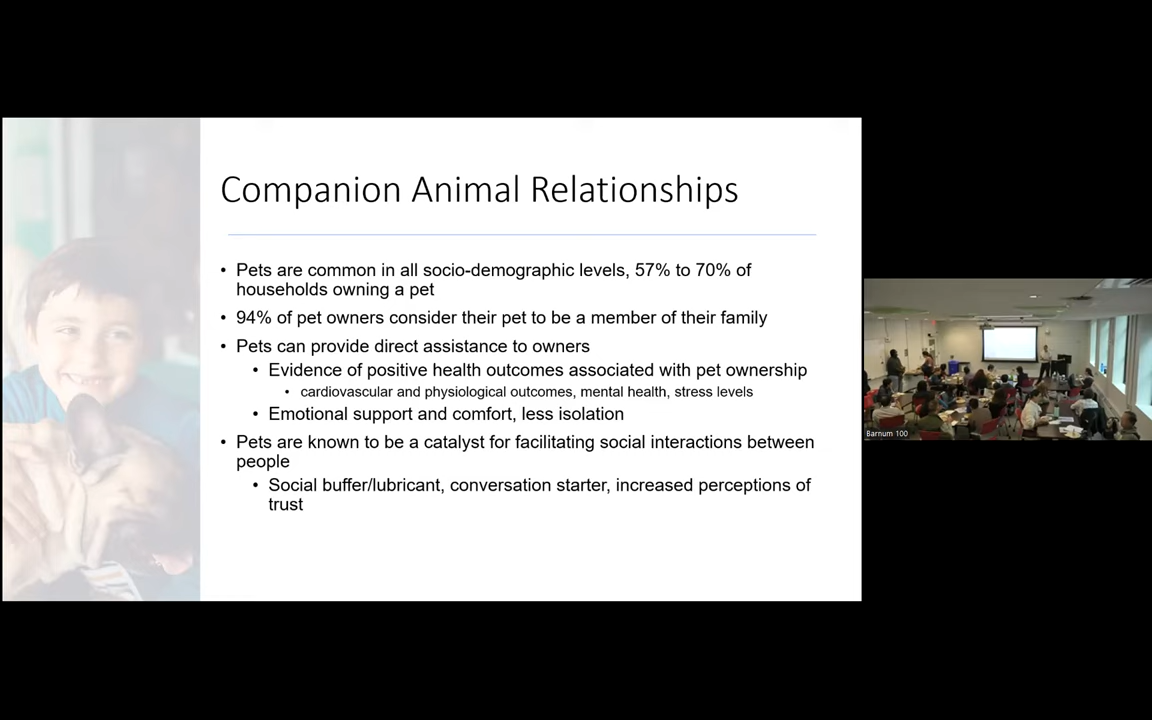 Companion Animal Relationships
• Pets are common in all socio-demographic levels, 57% to 70% of
households owning a pet
• 94% of pet owners consider their pet to be a member of their family
• Pets can provide direct assistance to owners
• Evidence of positive health outcomes associated with pet ownership
• cardiovascular and physiological outcomes, mental health, stress levels
• Emotional support and comfort, less isolation
• Pets are known to be a catalyst for facilitating social interactions between
people
• Social buffer/lubricant, conversation starter, increased perceptions of
trust
Barnum 100